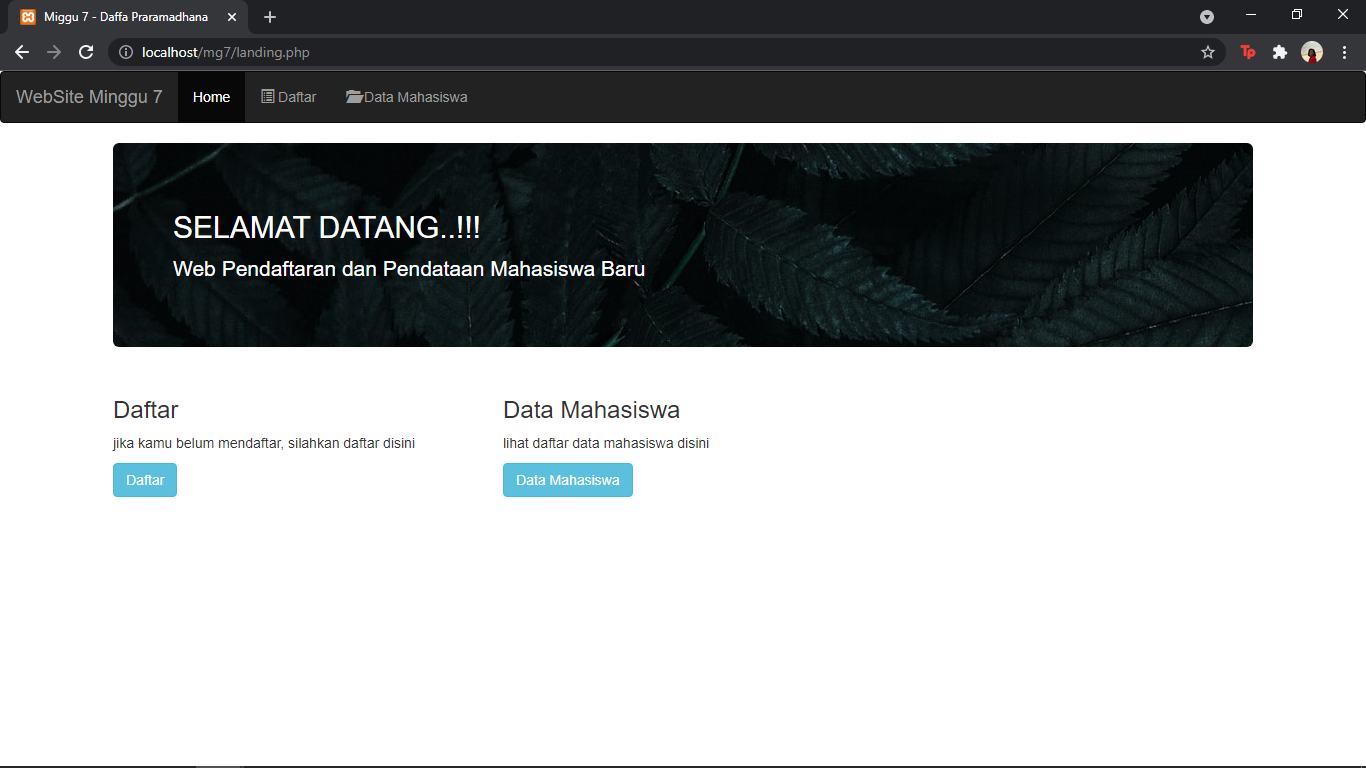 Miggu 7 - Daffa Praramadhana
localhost/mg7/landing.php
Tp
WebSite Minggu 7
Home
Daftar
Data Mahasiswa
SELAMAT DATANG..!!!
Web Pendaftaran dan Pendataan Mahasiswa Baru
Daftar
jika kamu belum mendaftar, silahkan daftar disini
Daftar
Data Mahasiswa
lihat daftar data mahasiswa disini
Data Mahasiswa